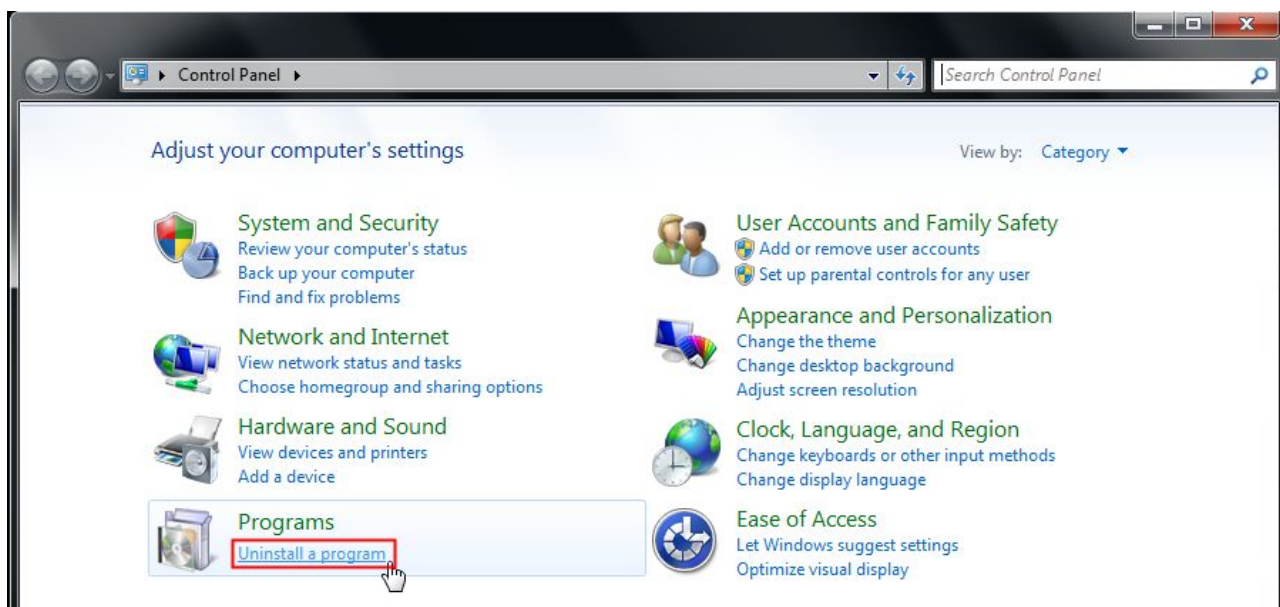 Control Panel
Search Control Panel
Adjust your computer's settings
View by: Category
System and Security
Review your computer's status
Back up your computer
Find and fix problems
Network and Internet
View network status and tasks
Choose homegroup and sharing options
Hardware and Sound
View devices and printers
Add a device
Programs
Uninstall a program
User Accounts and Family Safety
Add or remove user accounts
Set up parental controls for any user
Appearance and Personalization
Change the theme
Change desktop background
Adjust screen resolution
Clock, Language, and Region
Change keyboards or other input methods
Change display language
Ease of Access
Let Windows suggest settings
Optimize visual display